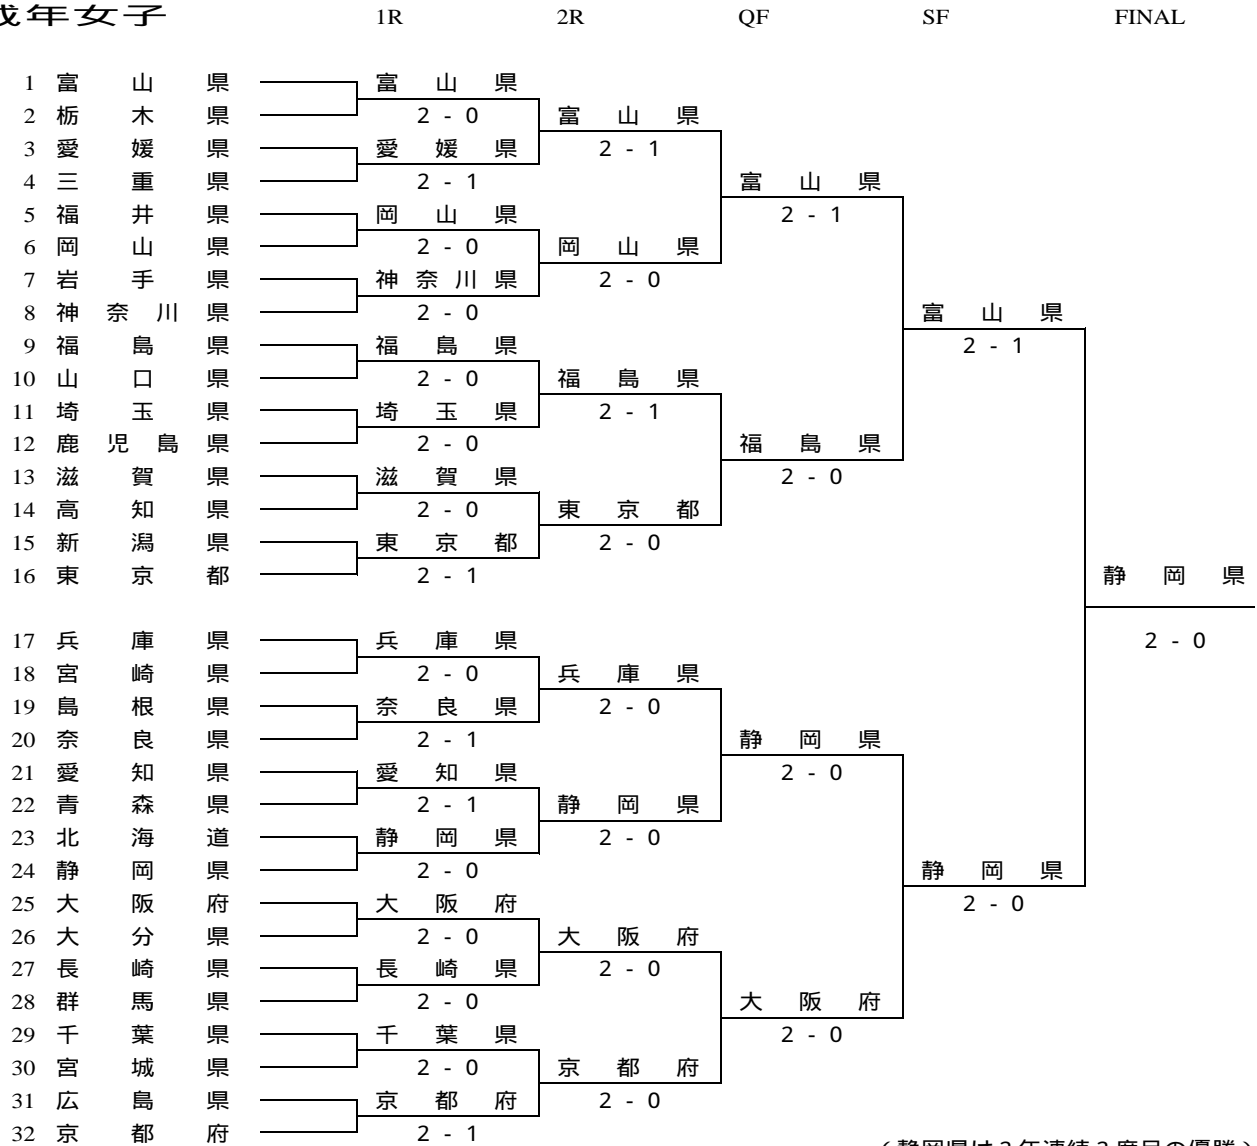 成年女子 1R 2R QF SF FINAL
1 富山県 富山県
2 栃木県 2 - 0 富山県
3 愛媛県 愛媛県 2 - 1
4 三重県 2 - 1 富山県
5 福井県 岡山県 2 - 1
6 岡山県 2 - 0 岡山県
7 岩手県 神奈川県 2 - 0
8 神奈川県 2 - 0 富山県
9 福島県 福島県 2 - 1
10 山口県 2 - 0 福島県
11 埼玉県 埼玉県 2 - 1
12 鹿児島県 2 - 0 福島県
13 滋賀県 滋賀県 2 - 0
14 高知県 2 - 0 東京都
15 新潟県 東京都 2 - 0
16 東京都 2 - 1 静岡県
17 兵庫県 兵庫県 2 - 0
18 宮崎県 2 - 0 兵庫県
19 島根県 奈良県 2 - 0
20 奈良県 2 - 1 静岡県
21 愛知県 愛知県 2 - 0
22 青森県 2 - 1 静岡県
23 北海道 静岡県 2 - 0
24 静岡県 2 - 0 静岡県
25 大阪府 大阪府 2 - 0
26 大分県 2 - 0 大阪府
27 長崎県 長崎県 2 - 0
28 群馬県 2 - 0 大阪府
29 千葉県 千葉県 2 - 0
30 宮城県 2 - 0 京都府
31 広島県 京都府 2 - 0
32 京都府 2 - 1